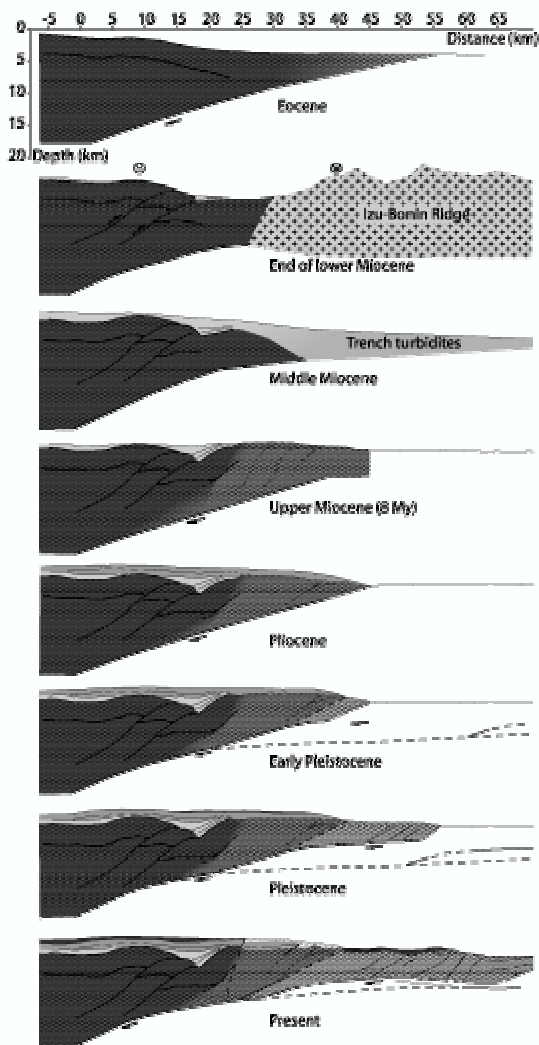 -5 0 5 10 15 20 25 30 35 40 45 50 55 60 65
Distance (km)
0
5
10
15
20
Depth (km)
Eocene
Izu-Bonin Ridge
End of lower Miocene
Trench turbidites
Middle Miocene
Upper Miocene (8 My)
Pliocene
Early Pleistocene
Pleistocene
Present